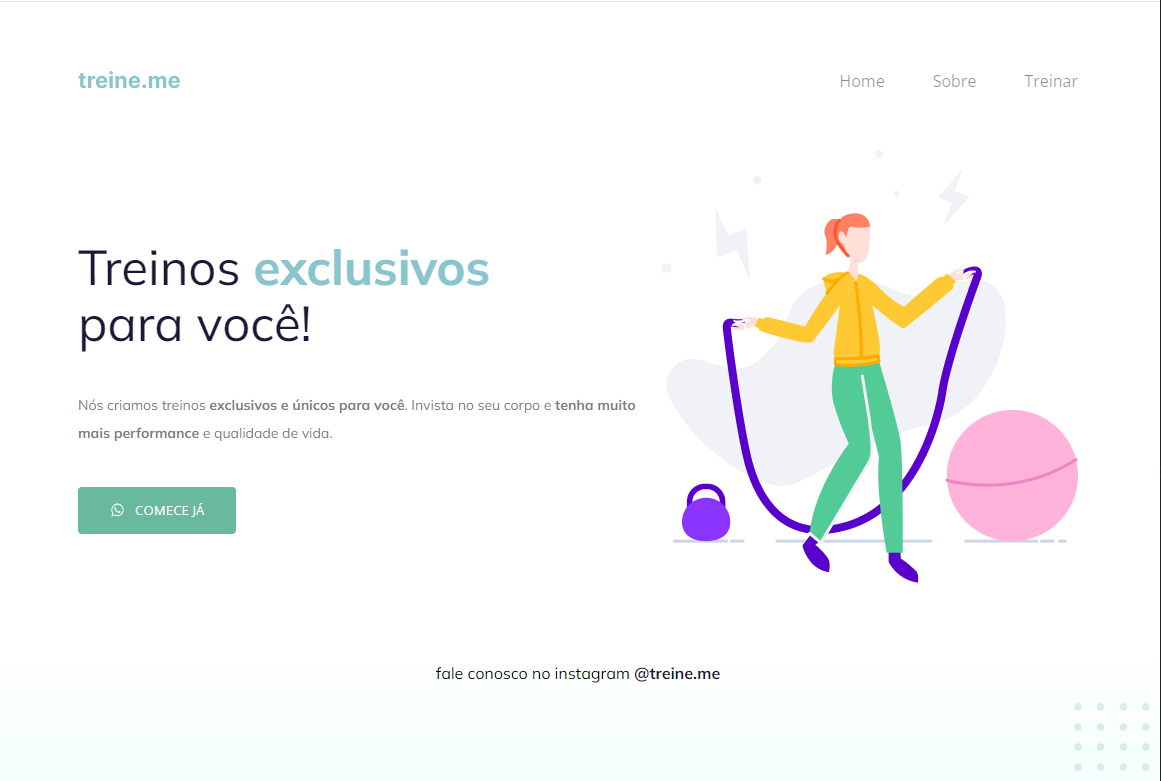 treine.me
Home
Sobre
Treinar
Treinos exclusivos
para você!
Nós criamos treinos exclusivos e únicos para você. Invista no seu corpo e tenha muito
mais performance e qualidade de vida.
COMECE JÁ
fale conosco no instagram @treine.me